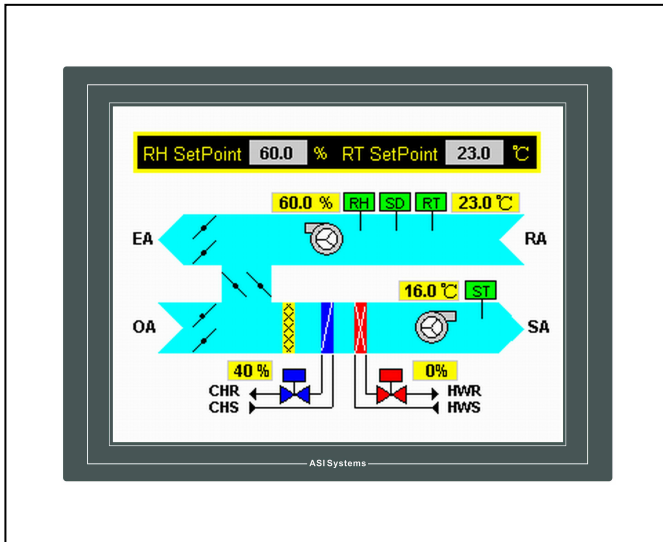 RH SetPoint 60.0 % RT SetPoint 23.0 ℃
60.0 % RH SD RT 23.0 ℃
EA RA
16.0 ℃ ST
OA SA
40 % 0%
CHR HWR
CHS HWS
ASI Systems